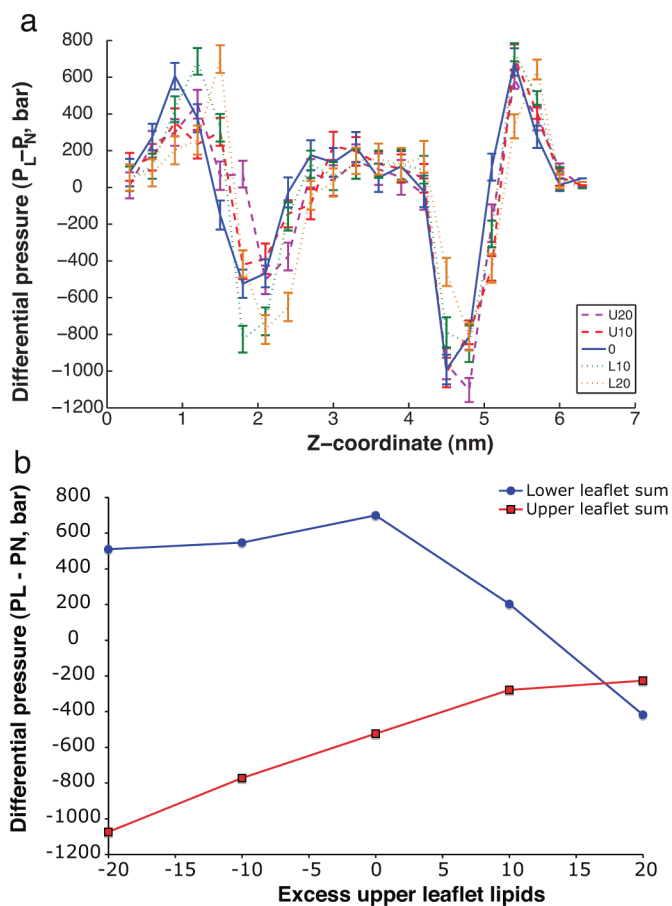 a
800
600
400
200
0
-200
-400
-600
-800
-1000
-1200
Differential pressure (PL–PN, bar)
U20
U10
0
L10
L20
0 1 2 3 4 5 6 7
Z–coordinate (nm)
b
800
600
400
200
0
-200
-400
-600
-800
-1000
-1200
Differential pressure (PL - PN, bar)
Lower leaflet sum
Upper leaflet sum
-20 -15 -10 -5 0 5 10 15 20
Excess upper leaflet lipids